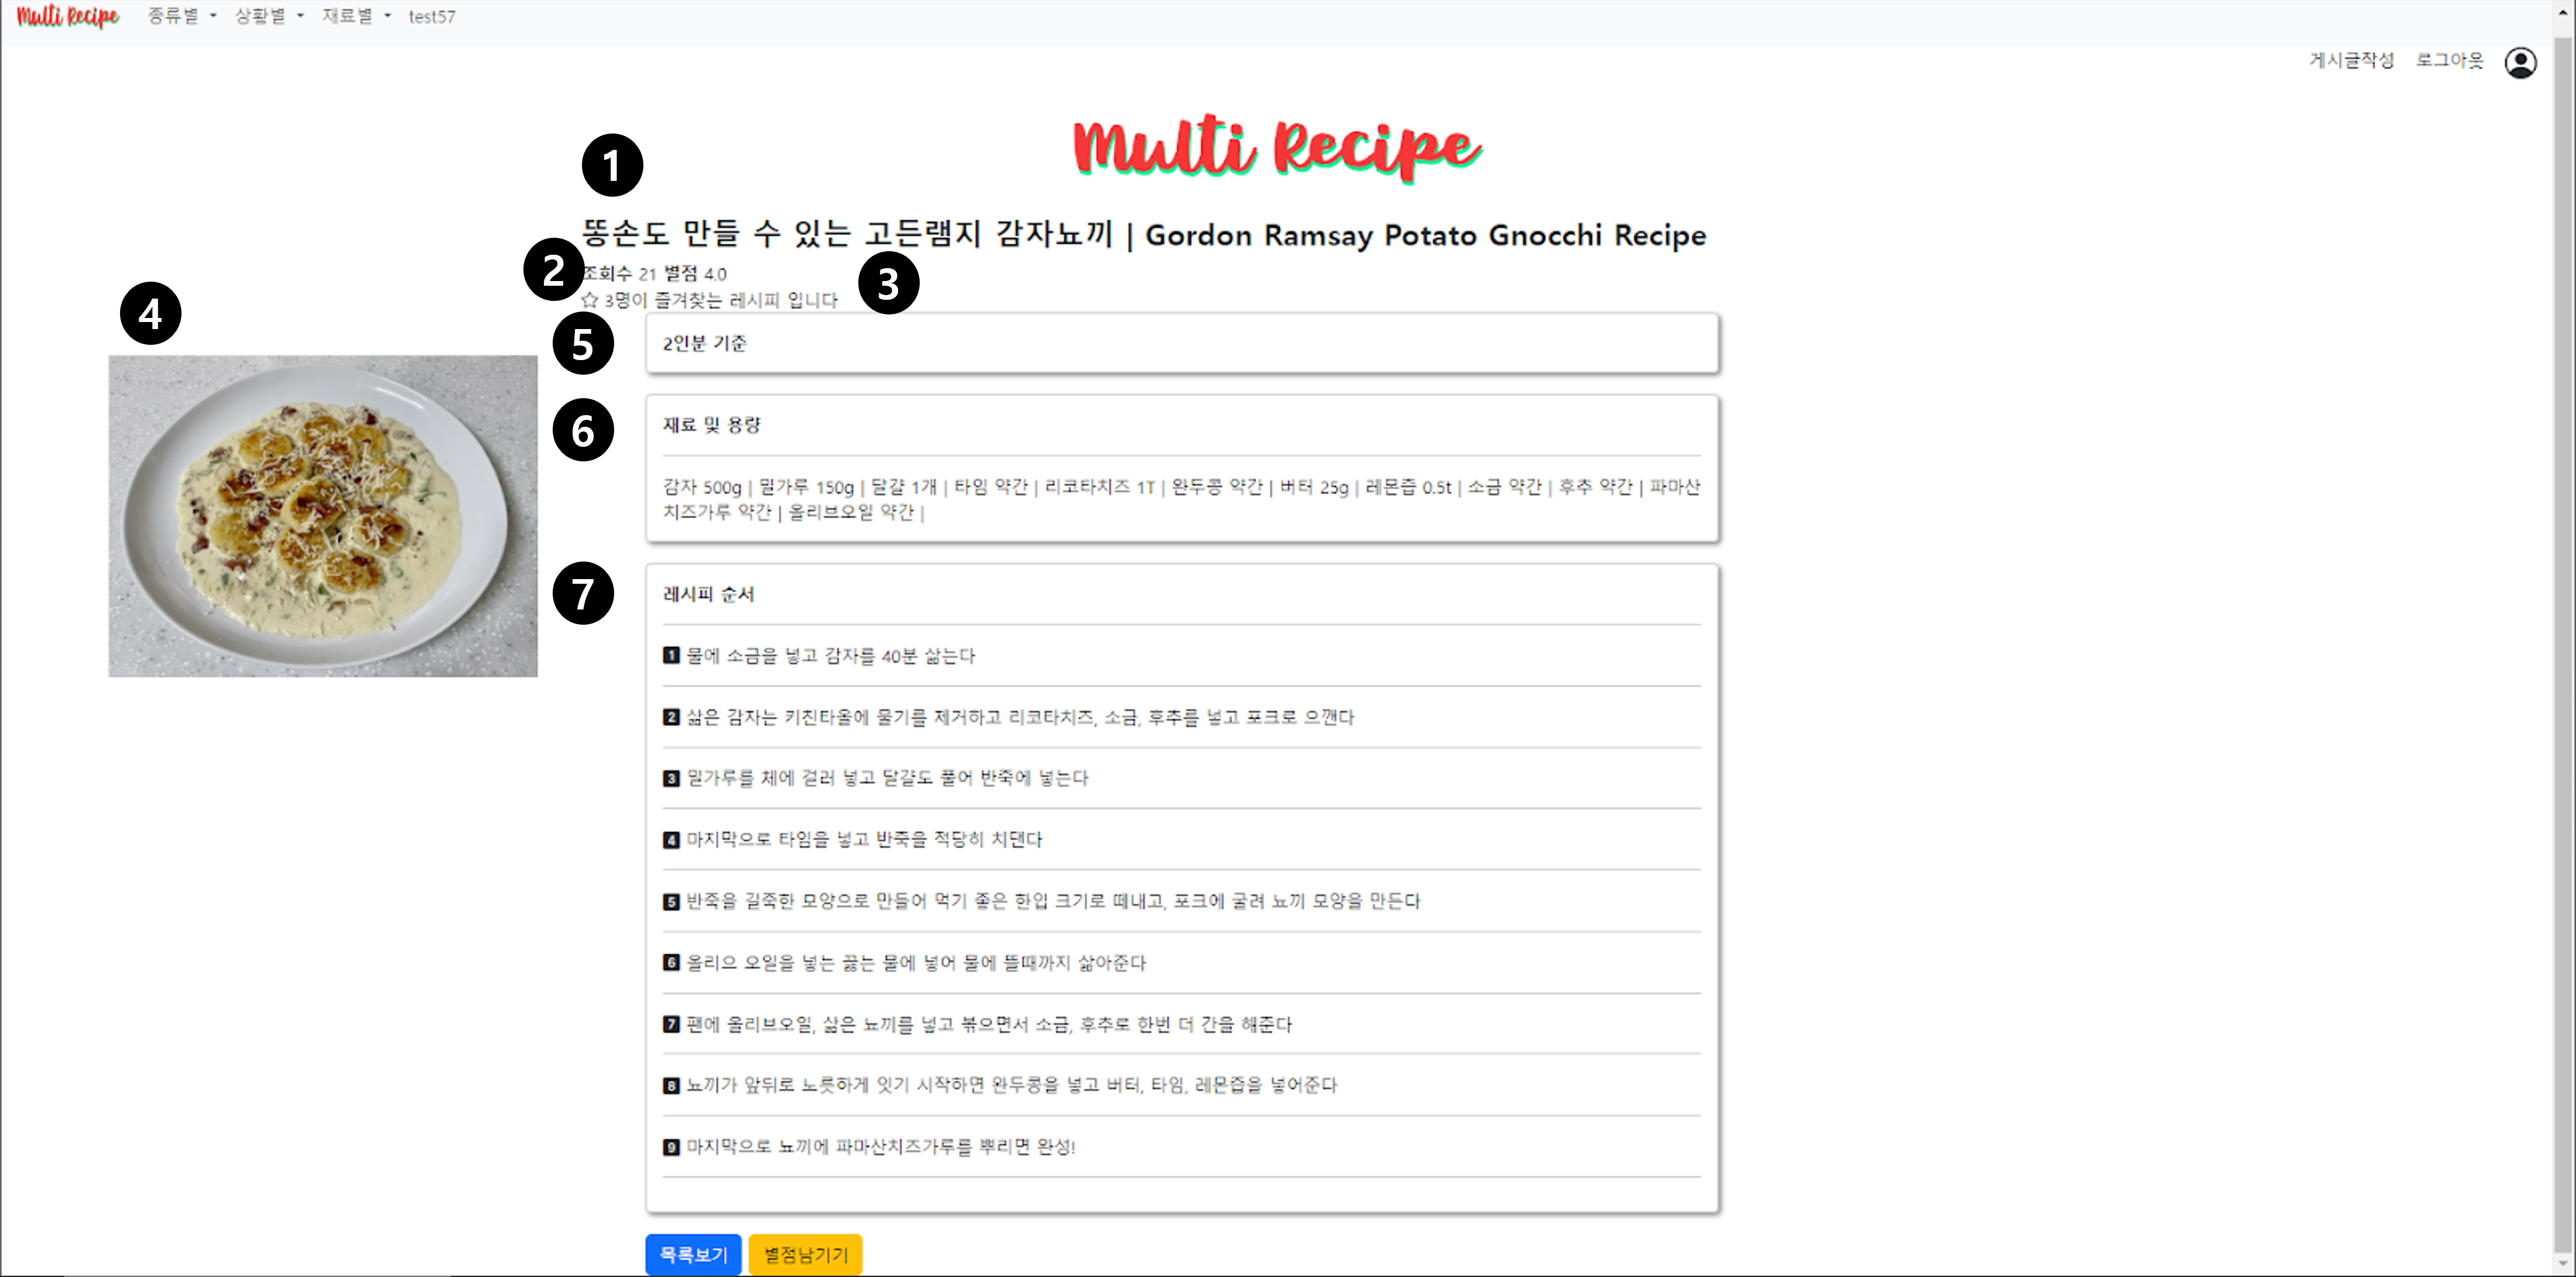 Multi Recipe 종류별 상황별 재료별 test57
게시글작성 로그아웃
Multi Recipe
1
똥손도 만들 수 있는 고든램지 감자뇨끼 | Gordon Ramsay Potato Gnocchi Recipe
2 조회수 21 별점 4.0
3
☆ 3명이 즐겨찾는 레시피 입니다
4
5 2인분 기준
6 재료 및 용량
감자 500g | 밀가루 150g | 달걀 1개 | 타임 약간 | 리코타치즈 1T | 완두콩 약간 | 버터 25g | 레몬즙 0.5t | 소금 약간 | 후추 약간 | 파마산
치즈가루 약간 | 올리브오일 약간 |
7 레시피 순서
1 물에 소금을 넣고 감자를 40분 삶는다
2 삶은 감자는 키친타올에 물기를 제거하고 리코타치즈, 소금, 후추를 넣고 포크로 으깬다
3 밀가루를 체에 걸러 넣고 달걀도 풀어 반죽에 넣는다
4 마지막으로 타임을 넣고 반죽을 적당히 치댄다
5 반죽을 길쭉한 모양으로 만들어 먹기 좋은 한입 크기로 떼내고, 포크에 굴려 뇨끼 모양을 만든다
6 올리으 오일을 넣는 끓는 물에 넣어 물에 뜰때까지 삶아준다
7 팬에 올리브오일, 삶은 뇨끼를 넣고 볶으면서 소금, 후추로 한번 더 간을 해준다
8 뇨끼가 앞뒤로 노릇하게 익기 시작하면 완두콩을 넣고 버터, 타임, 레몬즙을 넣어준다
9 마지막으로 뇨끼에 파마산치즈가루를 뿌리면 완성!
목록보기 별점남기기